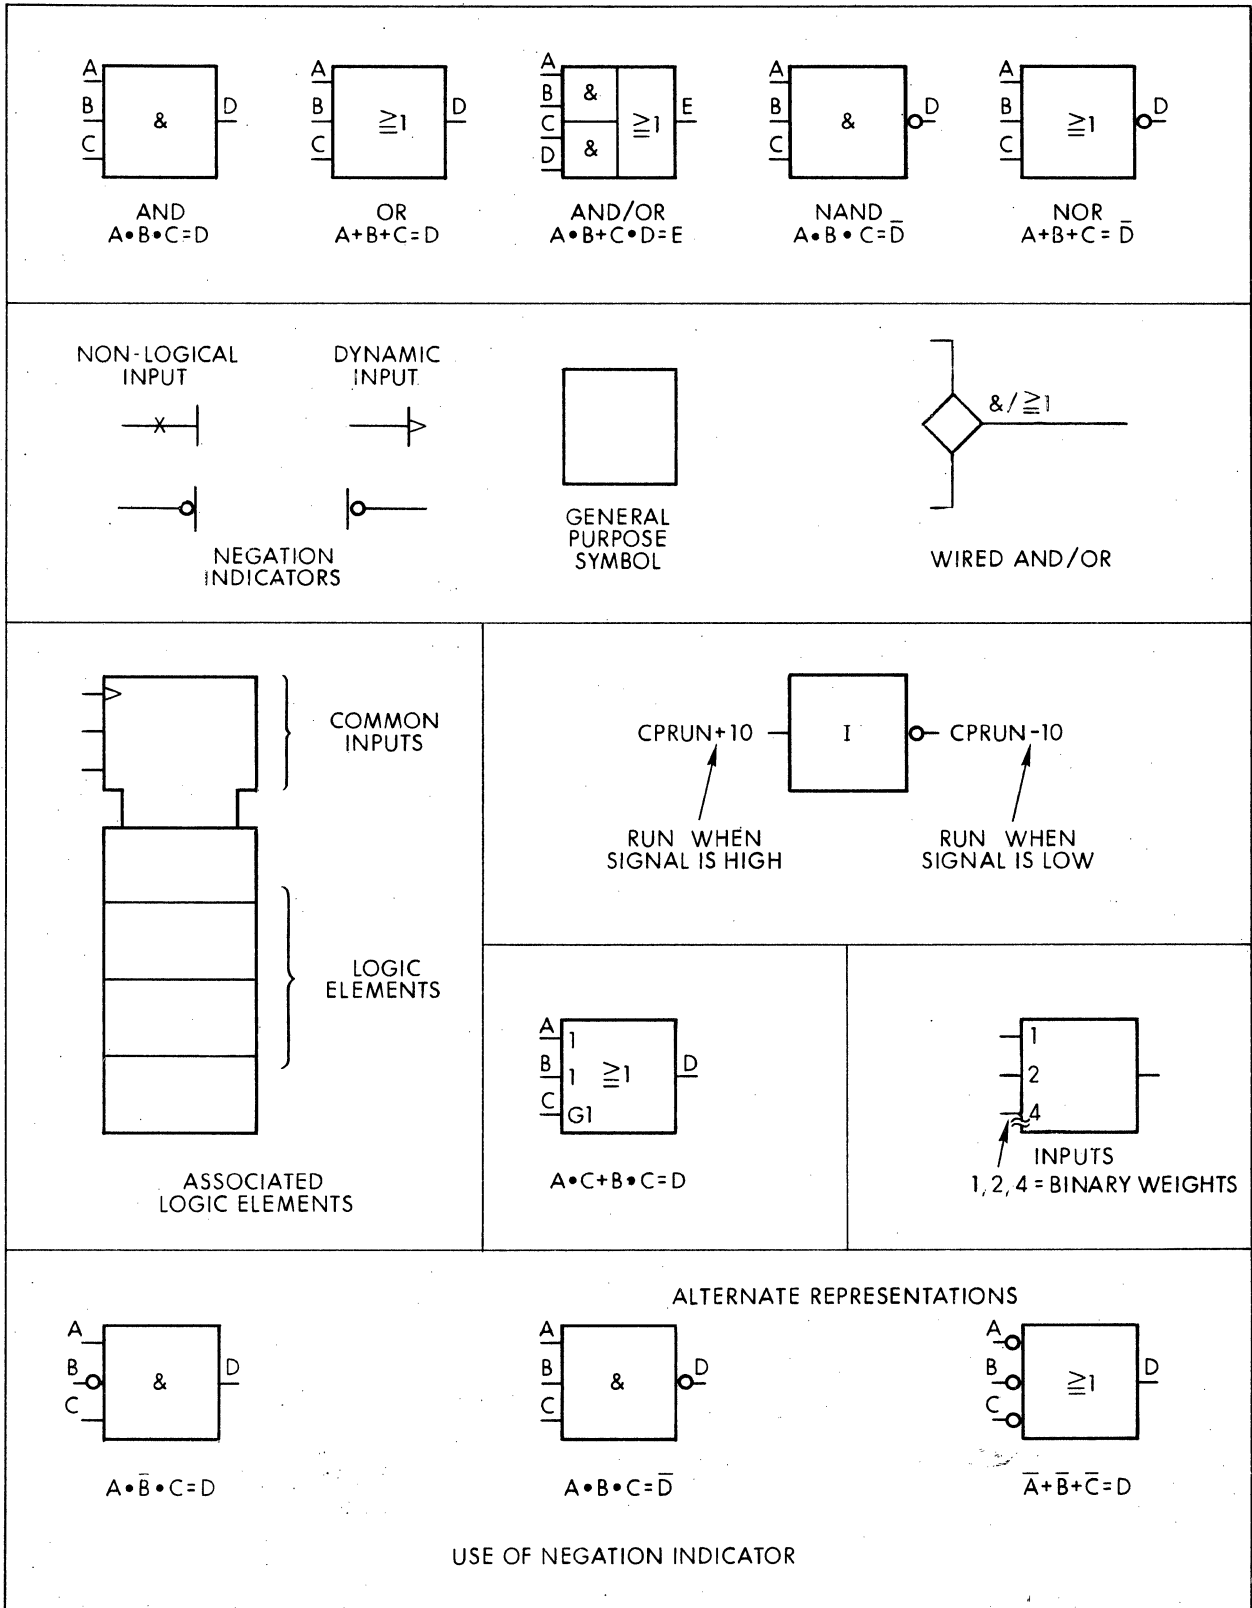 A
B
C
&
D
AND
A•B•C=D
A
B
C
≧1
D
OR
A+B+C=D
A
B
C
D
&
&
≧1
E
AND/OR
A•B+C•D=E
A
B
C
&
D
NAND
A•B•C=D̅
A
B
C
≧1
D
NOR
A+B+C=D̅
NON-LOGICAL
INPUT
X
DYNAMIC
INPUT
NEGATION
INDICATORS
GENERAL
PURPOSE
SYMBOL
&/≧1
WIRED AND/OR
COMMON
INPUTS
LOGIC
ELEMENTS
ASSOCIATED
LOGIC ELEMENTS
CPRUN+10
I
CPRUN-10
RUN WHEN
SIGNAL IS HIGH
RUN WHEN
SIGNAL IS LOW
A
B
C
1
1
G1
≧1
D
A•C+B•C=D
1
2
4
INPUTS
1, 2, 4 = BINARY WEIGHTS
ALTERNATE REPRESENTATIONS
A
B
C
&
D
A•B̅•C=D
A
B
C
&
D
A•B•C=D̅
A
B
C
≧1
D
A̅+B̅+C̅=D
USE OF NEGATION INDICATOR